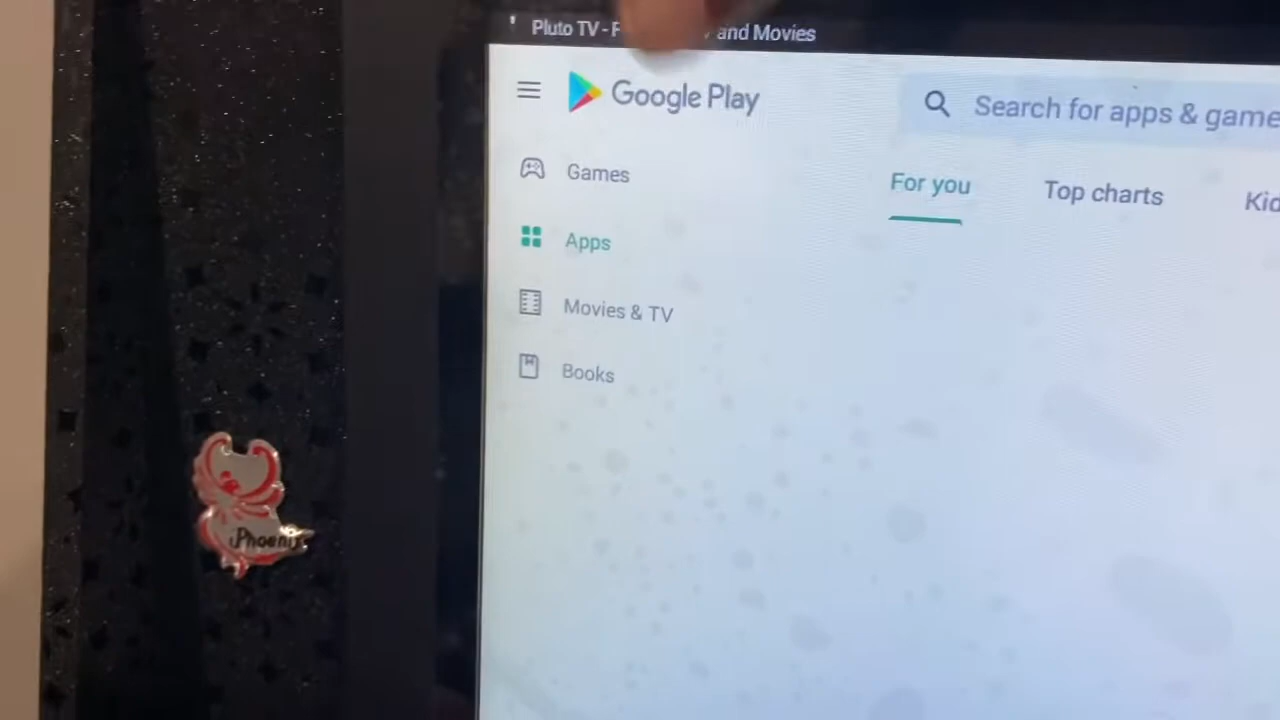 Pluto TV - F and Movies
Google Play
Search for apps & game
Games
For you
Top charts
Kid
Apps
Movies & TV
Books
iPhoenix